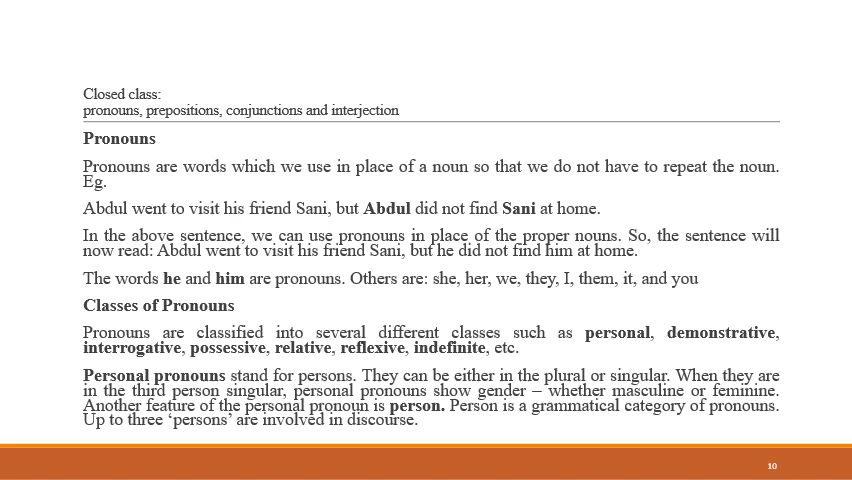 Closed class:
pronouns, prepositions, conjunctions and interjection
Pronouns
Pronouns are words which we use in place of a noun so that we do not have to repeat the noun.
Eg.
Abdul went to visit his friend Sani, but Abdul did not find Sani at home.
In the above sentence, we can use pronouns in place of the proper nouns. So, the sentence will
now read: Abdul went to visit his friend Sani, but he did not find him at home.
The words he and him are pronouns. Others are: she, her, we, they, I, them, it, and you
Classes of Pronouns
Pronouns are classified into several different classes such as personal, demonstrative,
interrogative, possessive, relative, reflexive, indefinite, etc.
Personal pronouns stand for persons. They can be either in the plural or singular. When they are
in the third person singular, personal pronouns show gender – whether masculine or feminine.
Another feature of the personal pronoun is person. Person is a grammatical category of pronouns.
Up to three ‘persons’ are involved in discourse.
10